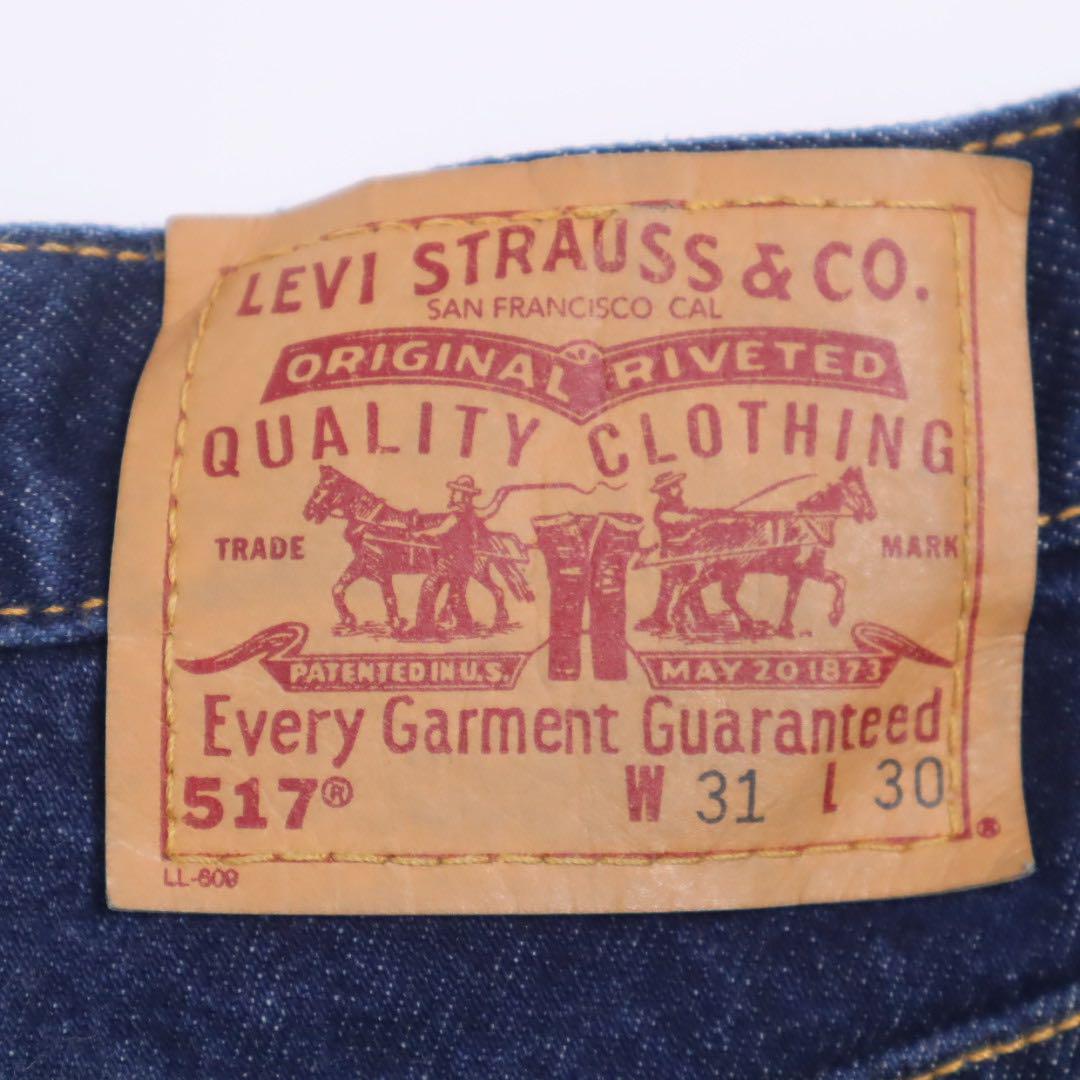 LEVI STRAUSS & CO.
SAN FRANCISCO CAL
ORIGINAL RIVETED
QUALITY CLOTHING
TRADE MARK
PATENTED IN U.S. MAY 20 1873
Every Garment Guaranteed
517® W 31 L 30
®
LL-609